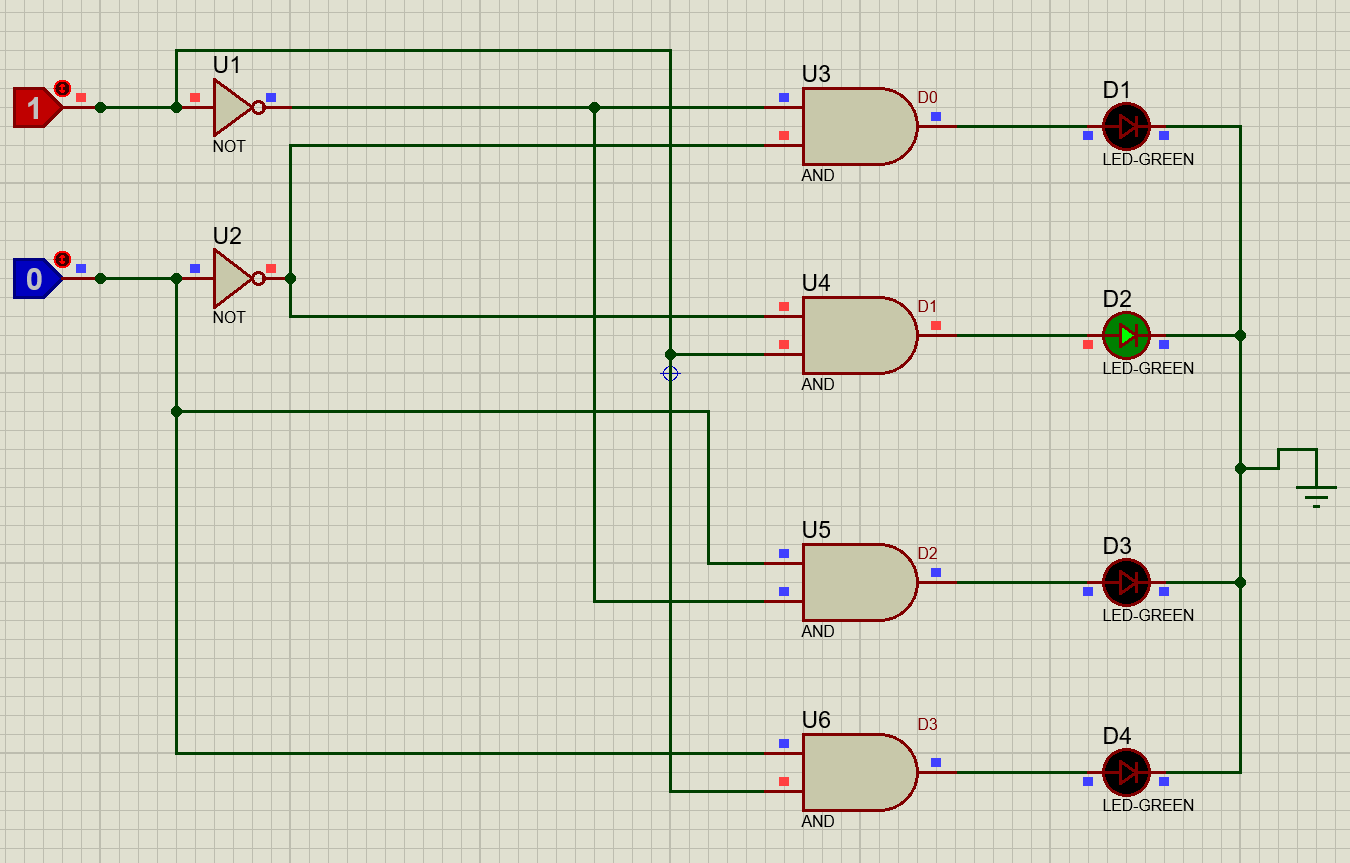 U1
1
NOT
U3
D0
AND
D1
LED-GREEN
U2
0
NOT
U4
D1
AND
D2
LED-GREEN
U5
D2
AND
D3
LED-GREEN
U6
D3
AND
D4
LED-GREEN